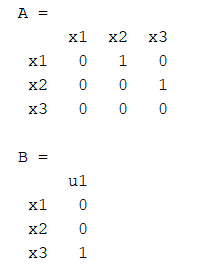 A =
x1 x2 x3
x1 0 1 0
x2 0 0 1
x3 0 0 0
B =
u1
x1 0
x2 0
x3 1